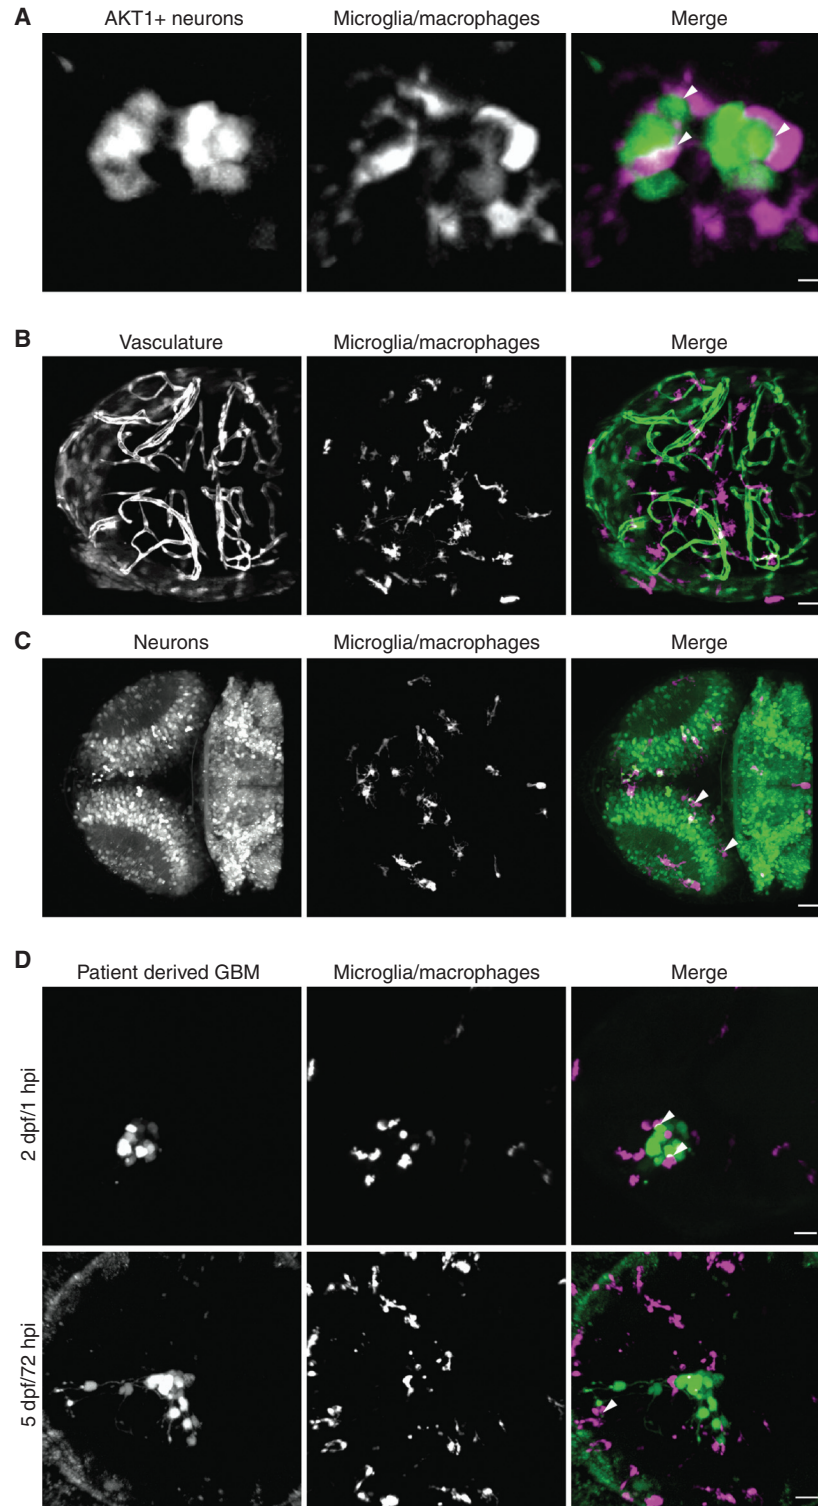 A
AKT1+ neurons Microglia/macrophages Merge
B
Vasculature Microglia/macrophages Merge
C
Neurons Microglia/macrophages Merge
D
Patient derived GBM Microglia/macrophages Merge
2 dpf/1 hpi
5 dpf/72 hpi